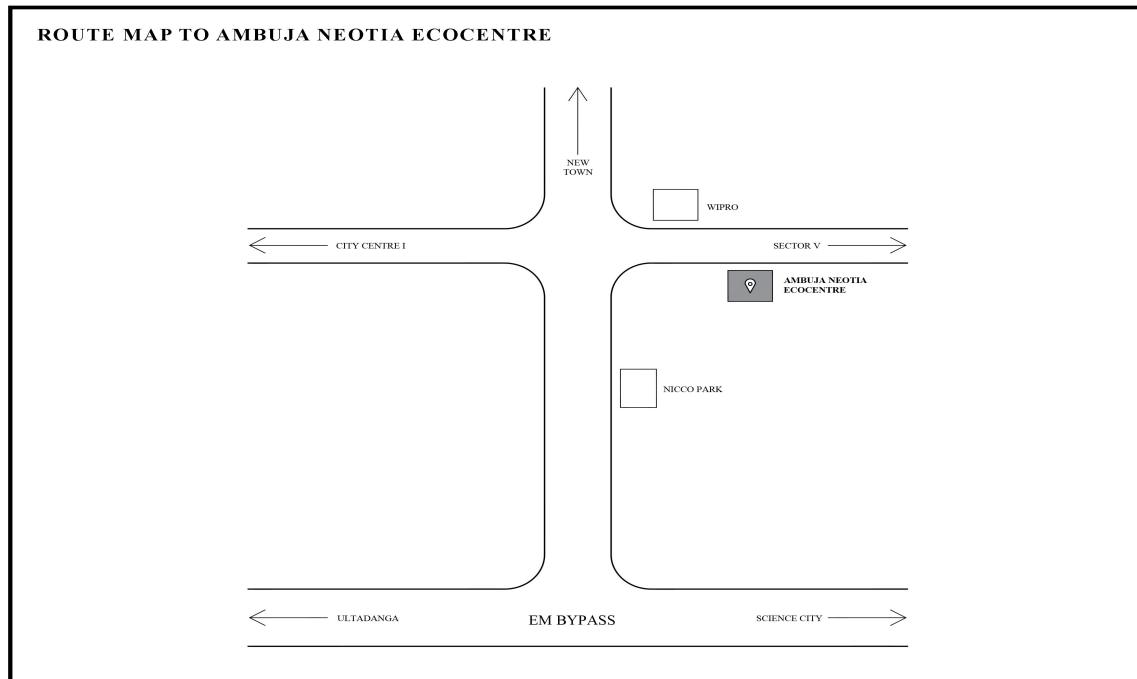 ROUTE MAP TO AMBUJA NEOTIA ECOCENTRE
NEW
TOWN
WIPRO
CITY CENTRE I
SECTOR V
AMBUJA NEOTIA
ECOCENTRE
NICCO PARK
ULTADANGA
EM BYPASS
SCIENCE CITY